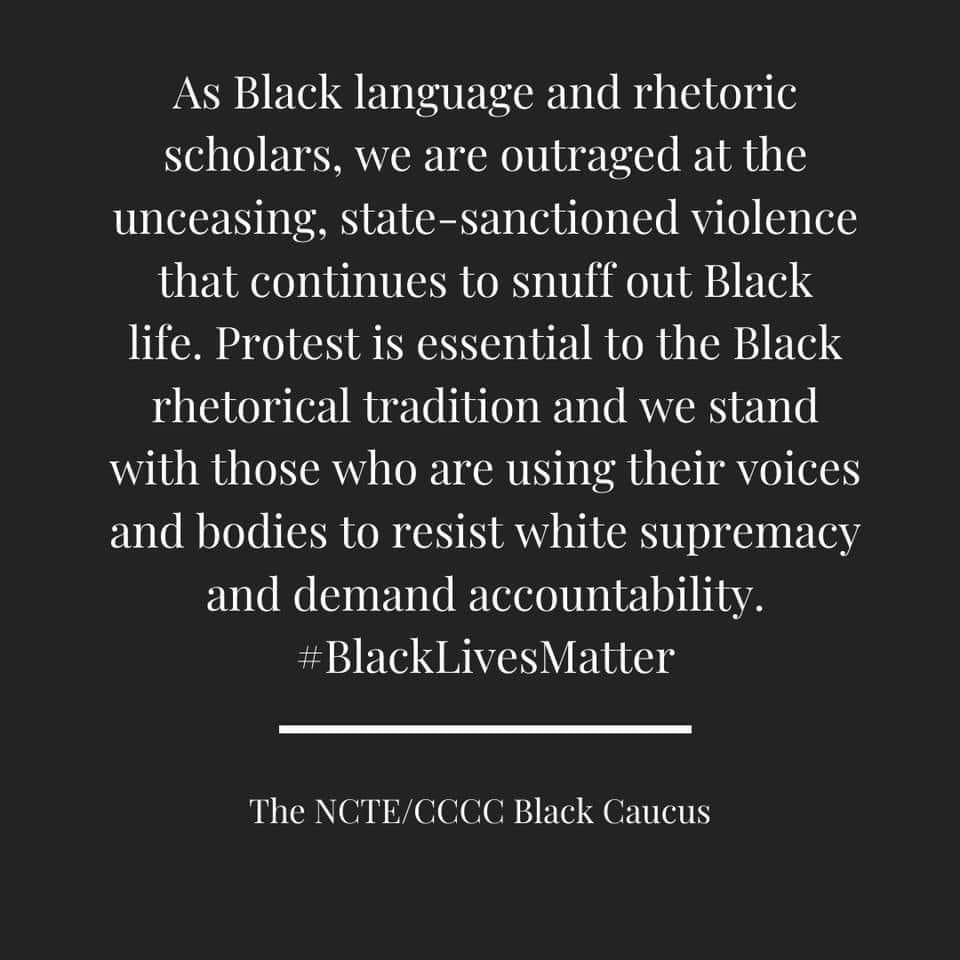 As Black language and rhetoric
scholars, we are outraged at the
unceasing, state-sanctioned violence
that continues to snuff out Black
life. Protest is essential to the Black
rhetorical tradition and we stand
with those who are using their voices
and bodies to resist white supremacy
and demand accountability.
#BlackLivesMatter
The NCTE/CCCC Black Caucus